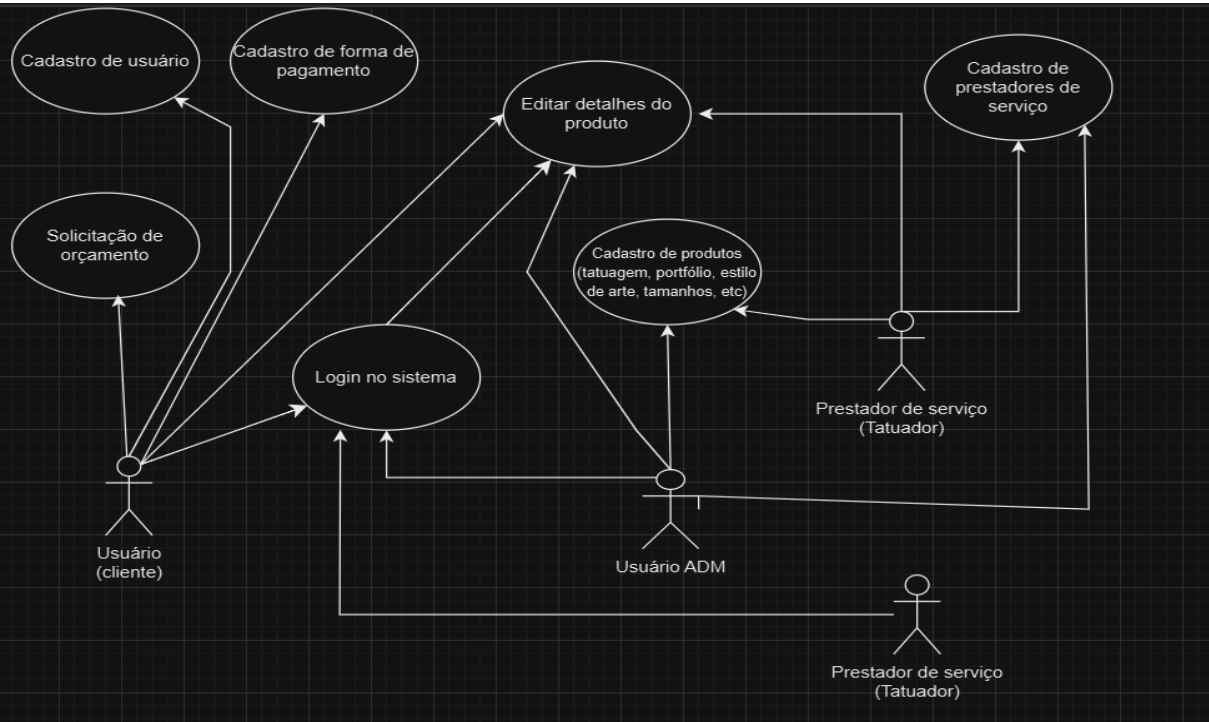 Cadastro de usuário
Cadastro de forma de
pagamento
Editar detalhes do
produto
Cadastro de
prestadores de
serviço
Solicitação de
orçamento
Cadastro de produtos
(tatuagem, portfólio, estilo
de arte, tamanhos, etc)
Login no sistema
Prestador de serviço
(Tatuador)
Usuário
(cliente)
Usuário ADM
Prestador de serviço
(Tatuador)